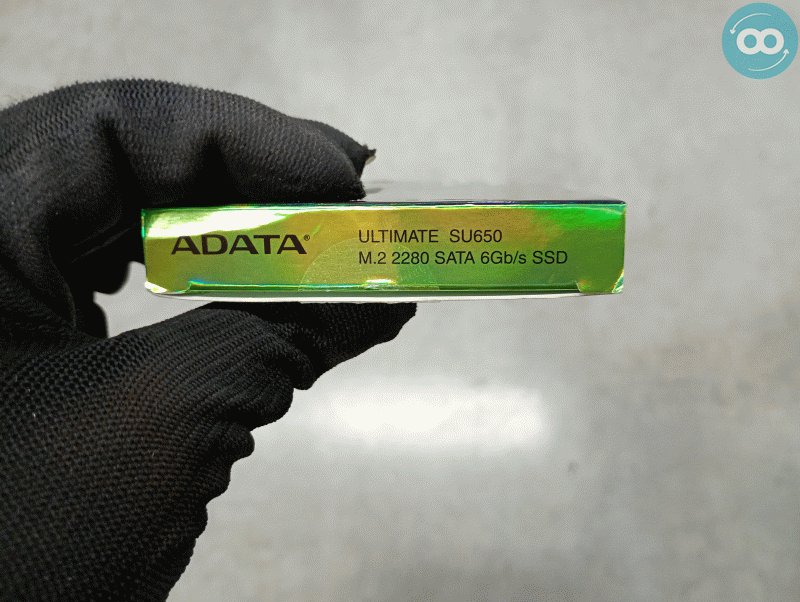 ADATA®
ULTIMATE SU650
M.2 2280 SATA 6Gb/s SSD